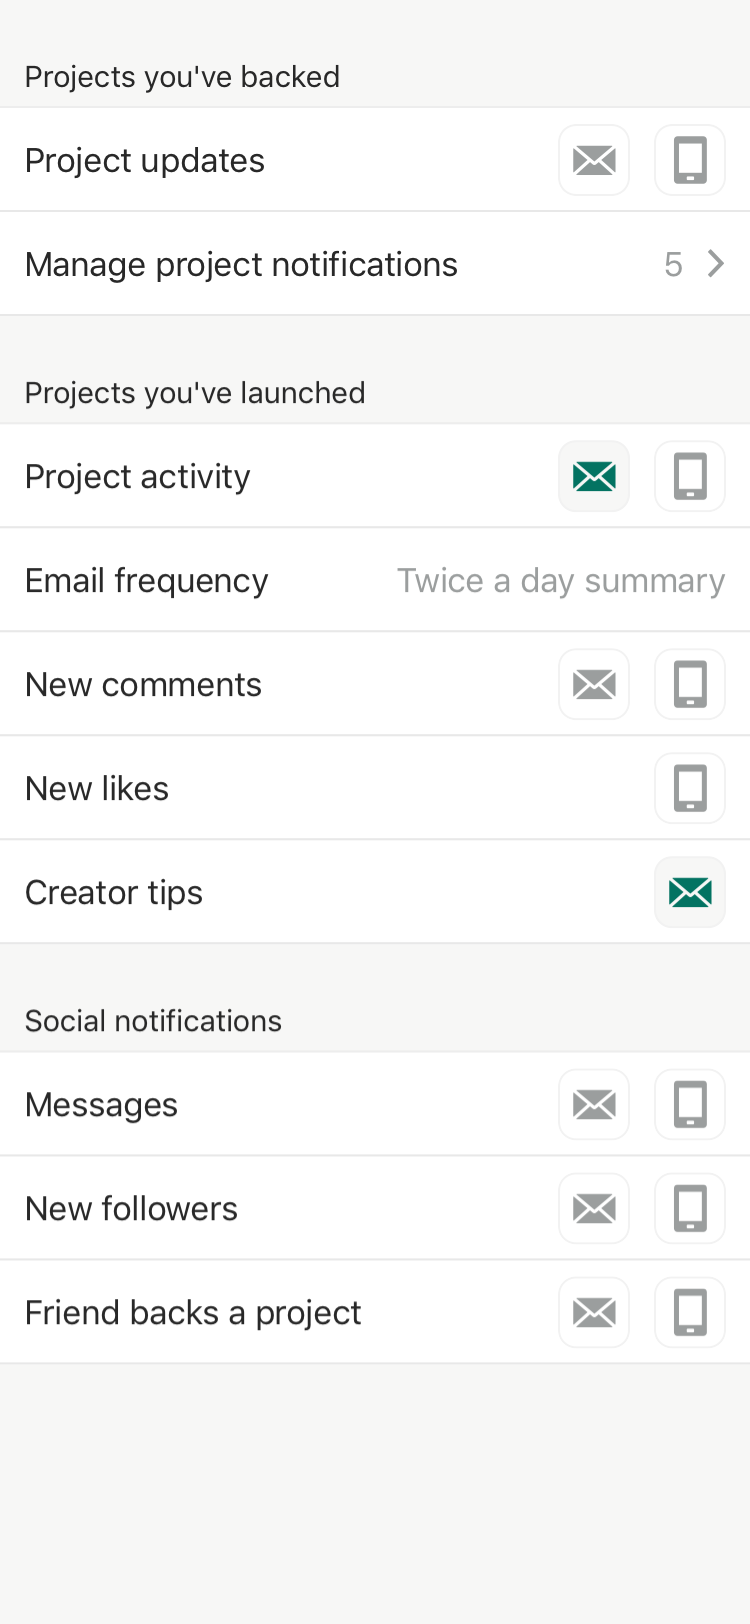 Projects you've backed
Project updates
Manage project notifications 5
Projects you've launched
Project activity
Email frequency Twice a day summary
New comments
New likes
Creator tips
Social notifications
Messages
New followers
Friend backs a project